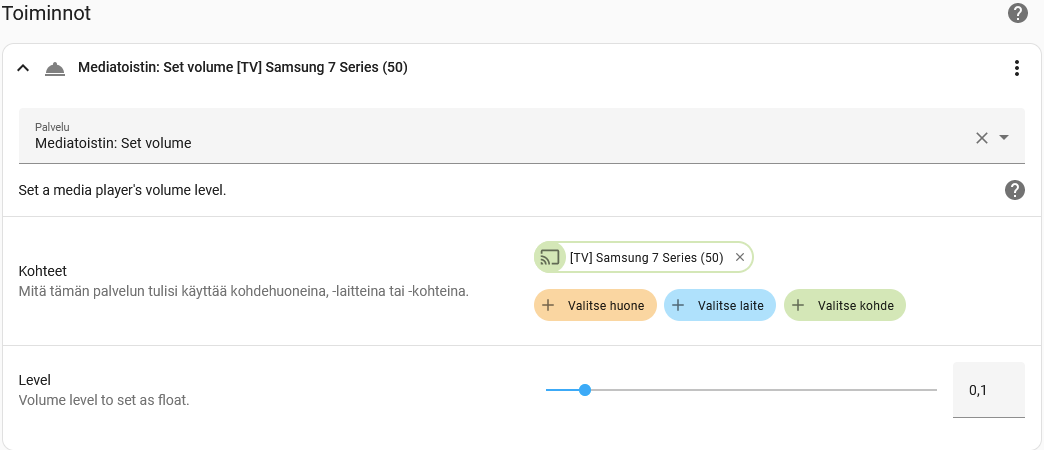 Toiminnot
Mediatoistin: Set volume [TV] Samsung 7 Series (50)
Palvelu
Mediatoistin: Set volume
Set a media player's volume level.
[TV] Samsung 7 Series (50)
Kohteet
Mitä tämän palvelun tulisi käyttää kohdehuoneina, -laitteina tai -kohteina.
Valitse huone
Valitse laite
Valitse kohde
Level
Volume level to set as float.
0,1